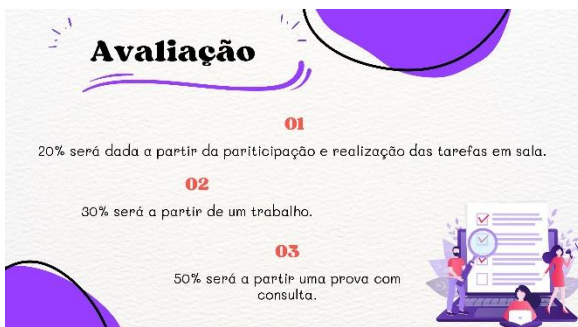 Avaliação
01
20% será dada a partir da pariticipação e realização das tarefas em sala.
02
30% será a partir de um trabalho.
03
50% será a partir uma prova com
consulta.